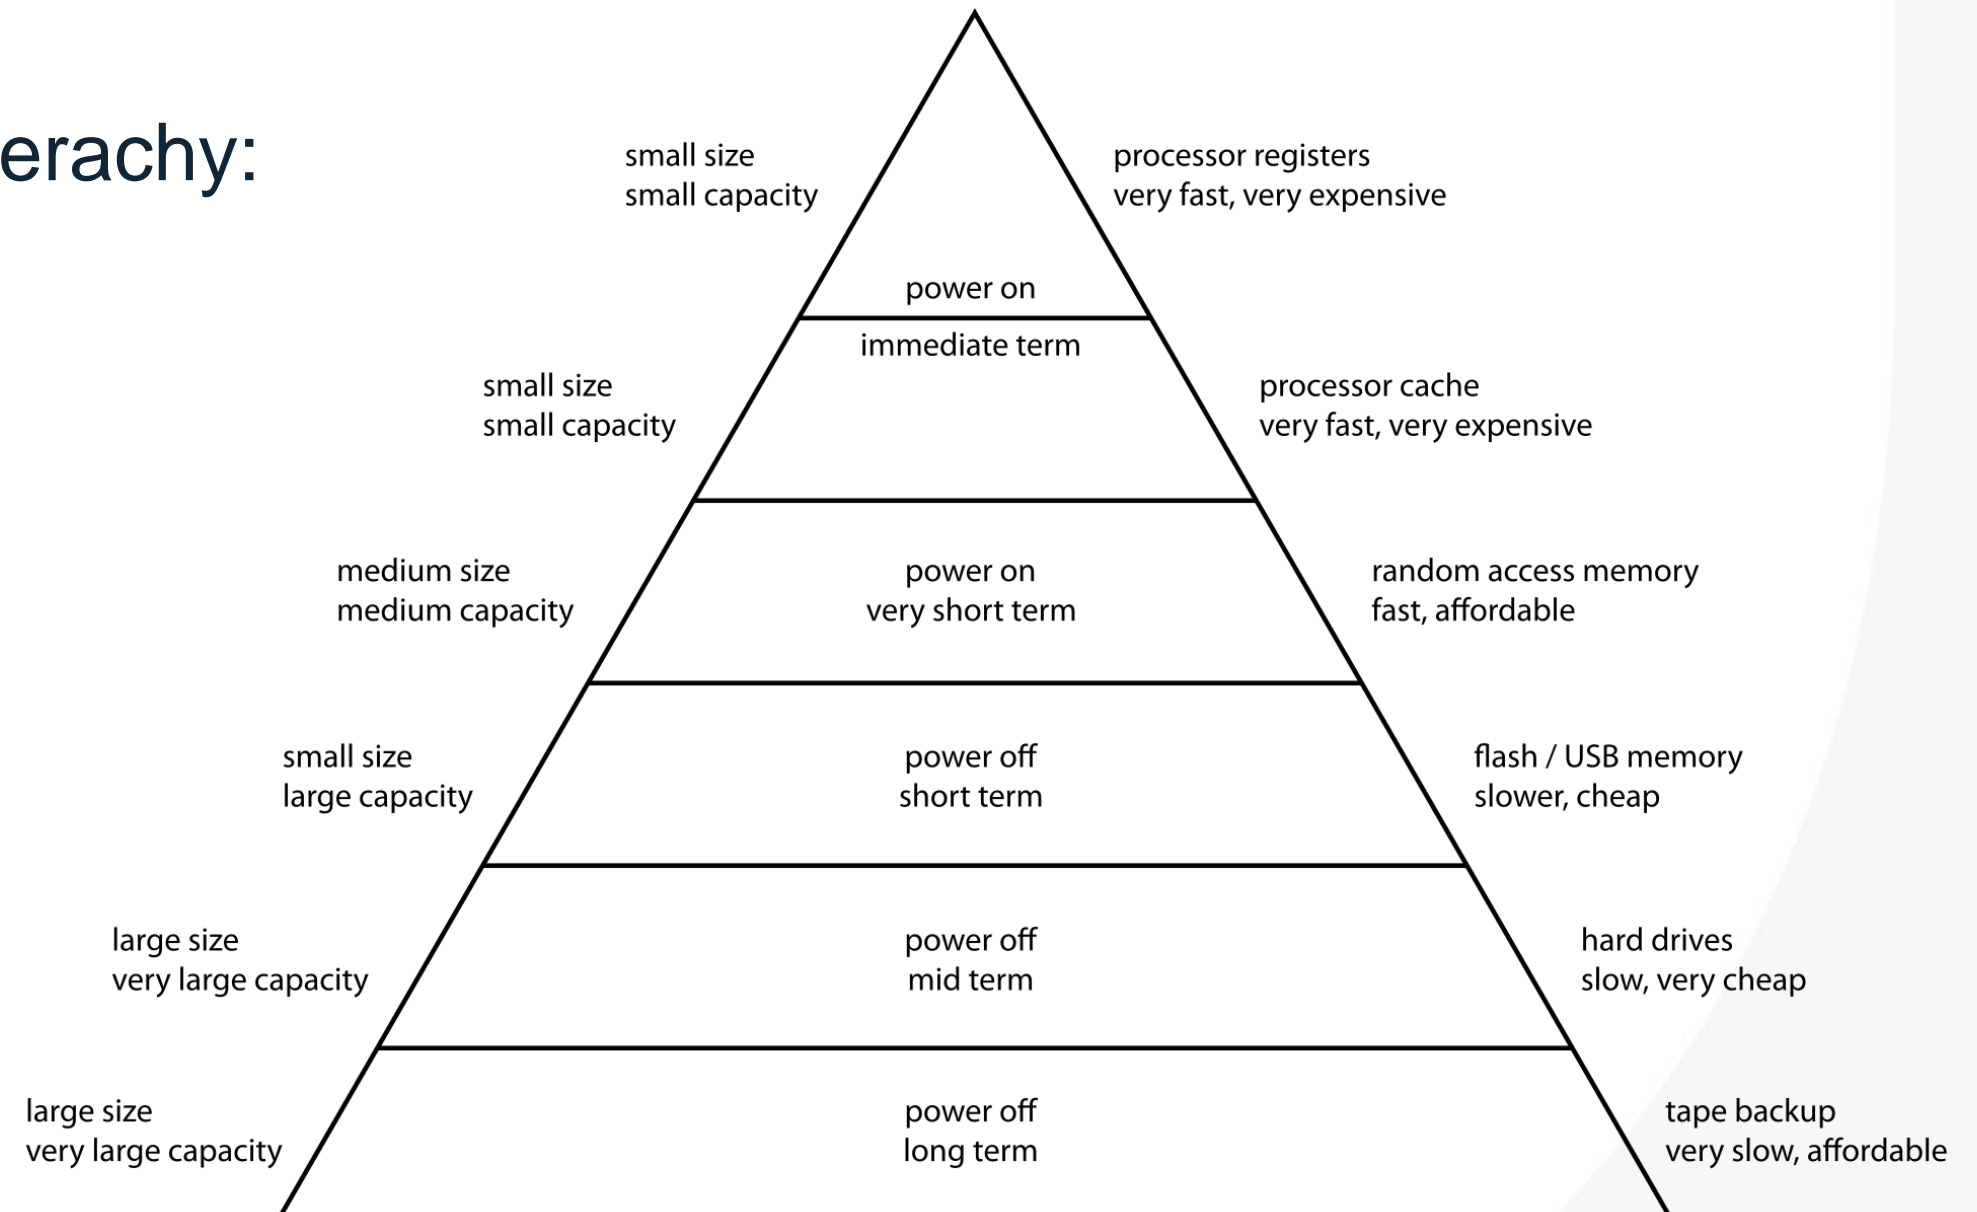 erachy:
small size
small capacity
processor registers
very fast, very expensive
power on
immediate term
small size
small capacity
processor cache
very fast, very expensive
medium size
medium capacity
power on
very short term
random access memory
fast, affordable
small size
large capacity
power off
short term
flash / USB memory
slower, cheap
large size
very large capacity
power off
mid term
hard drives
slow, very cheap
large size
very large capacity
power off
long term
tape backup
very slow, affordable